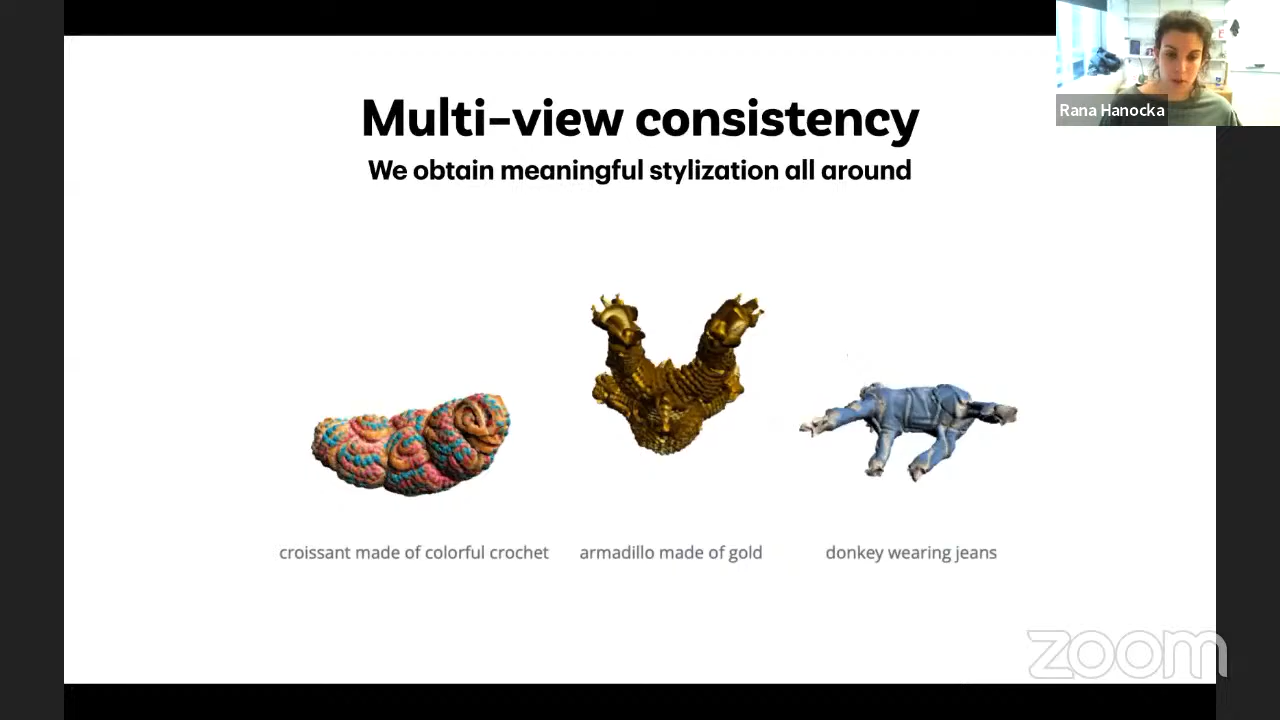 Multi-view consistency
We obtain meaningful stylization all around
Rana Hanocka
croissant made of colorful crochet
armadillo made of gold
donkey wearing jeans
zoom